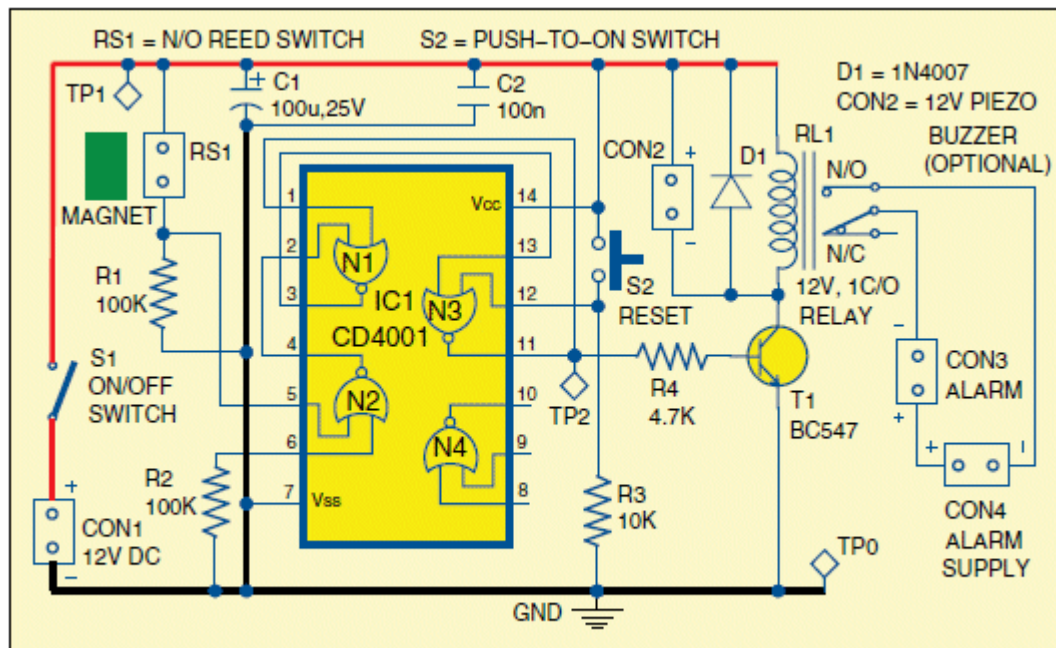 RS1 = N/O REED SWITCH
S2 = PUSH-TO-ON SWITCH
TP1
C1
100u,25V
C2
100n
D1 = 1N4007
CON2 = 12V PIEZO
BUZZER
(OPTIONAL)
RS1
MAGNET
CON2
D1
RL1
N/O
N/C
12V, 1C/O
RELAY
1
2
3
4
5
6
7
Vcc
14
13
12
11
10
9
8
Vss
N1
N3
IC1
CD4001
N2
N4
S2
RESET
R1
100K
S1
ON/OFF
SWITCH
R4
4.7K
TP2
T1
BC547
CON3
ALARM
R2
100K
R3
10K
CON1
12V DC
CON4
ALARM
SUPPLY
TP0
GND
+
+
−
+
−
−
+
+
−